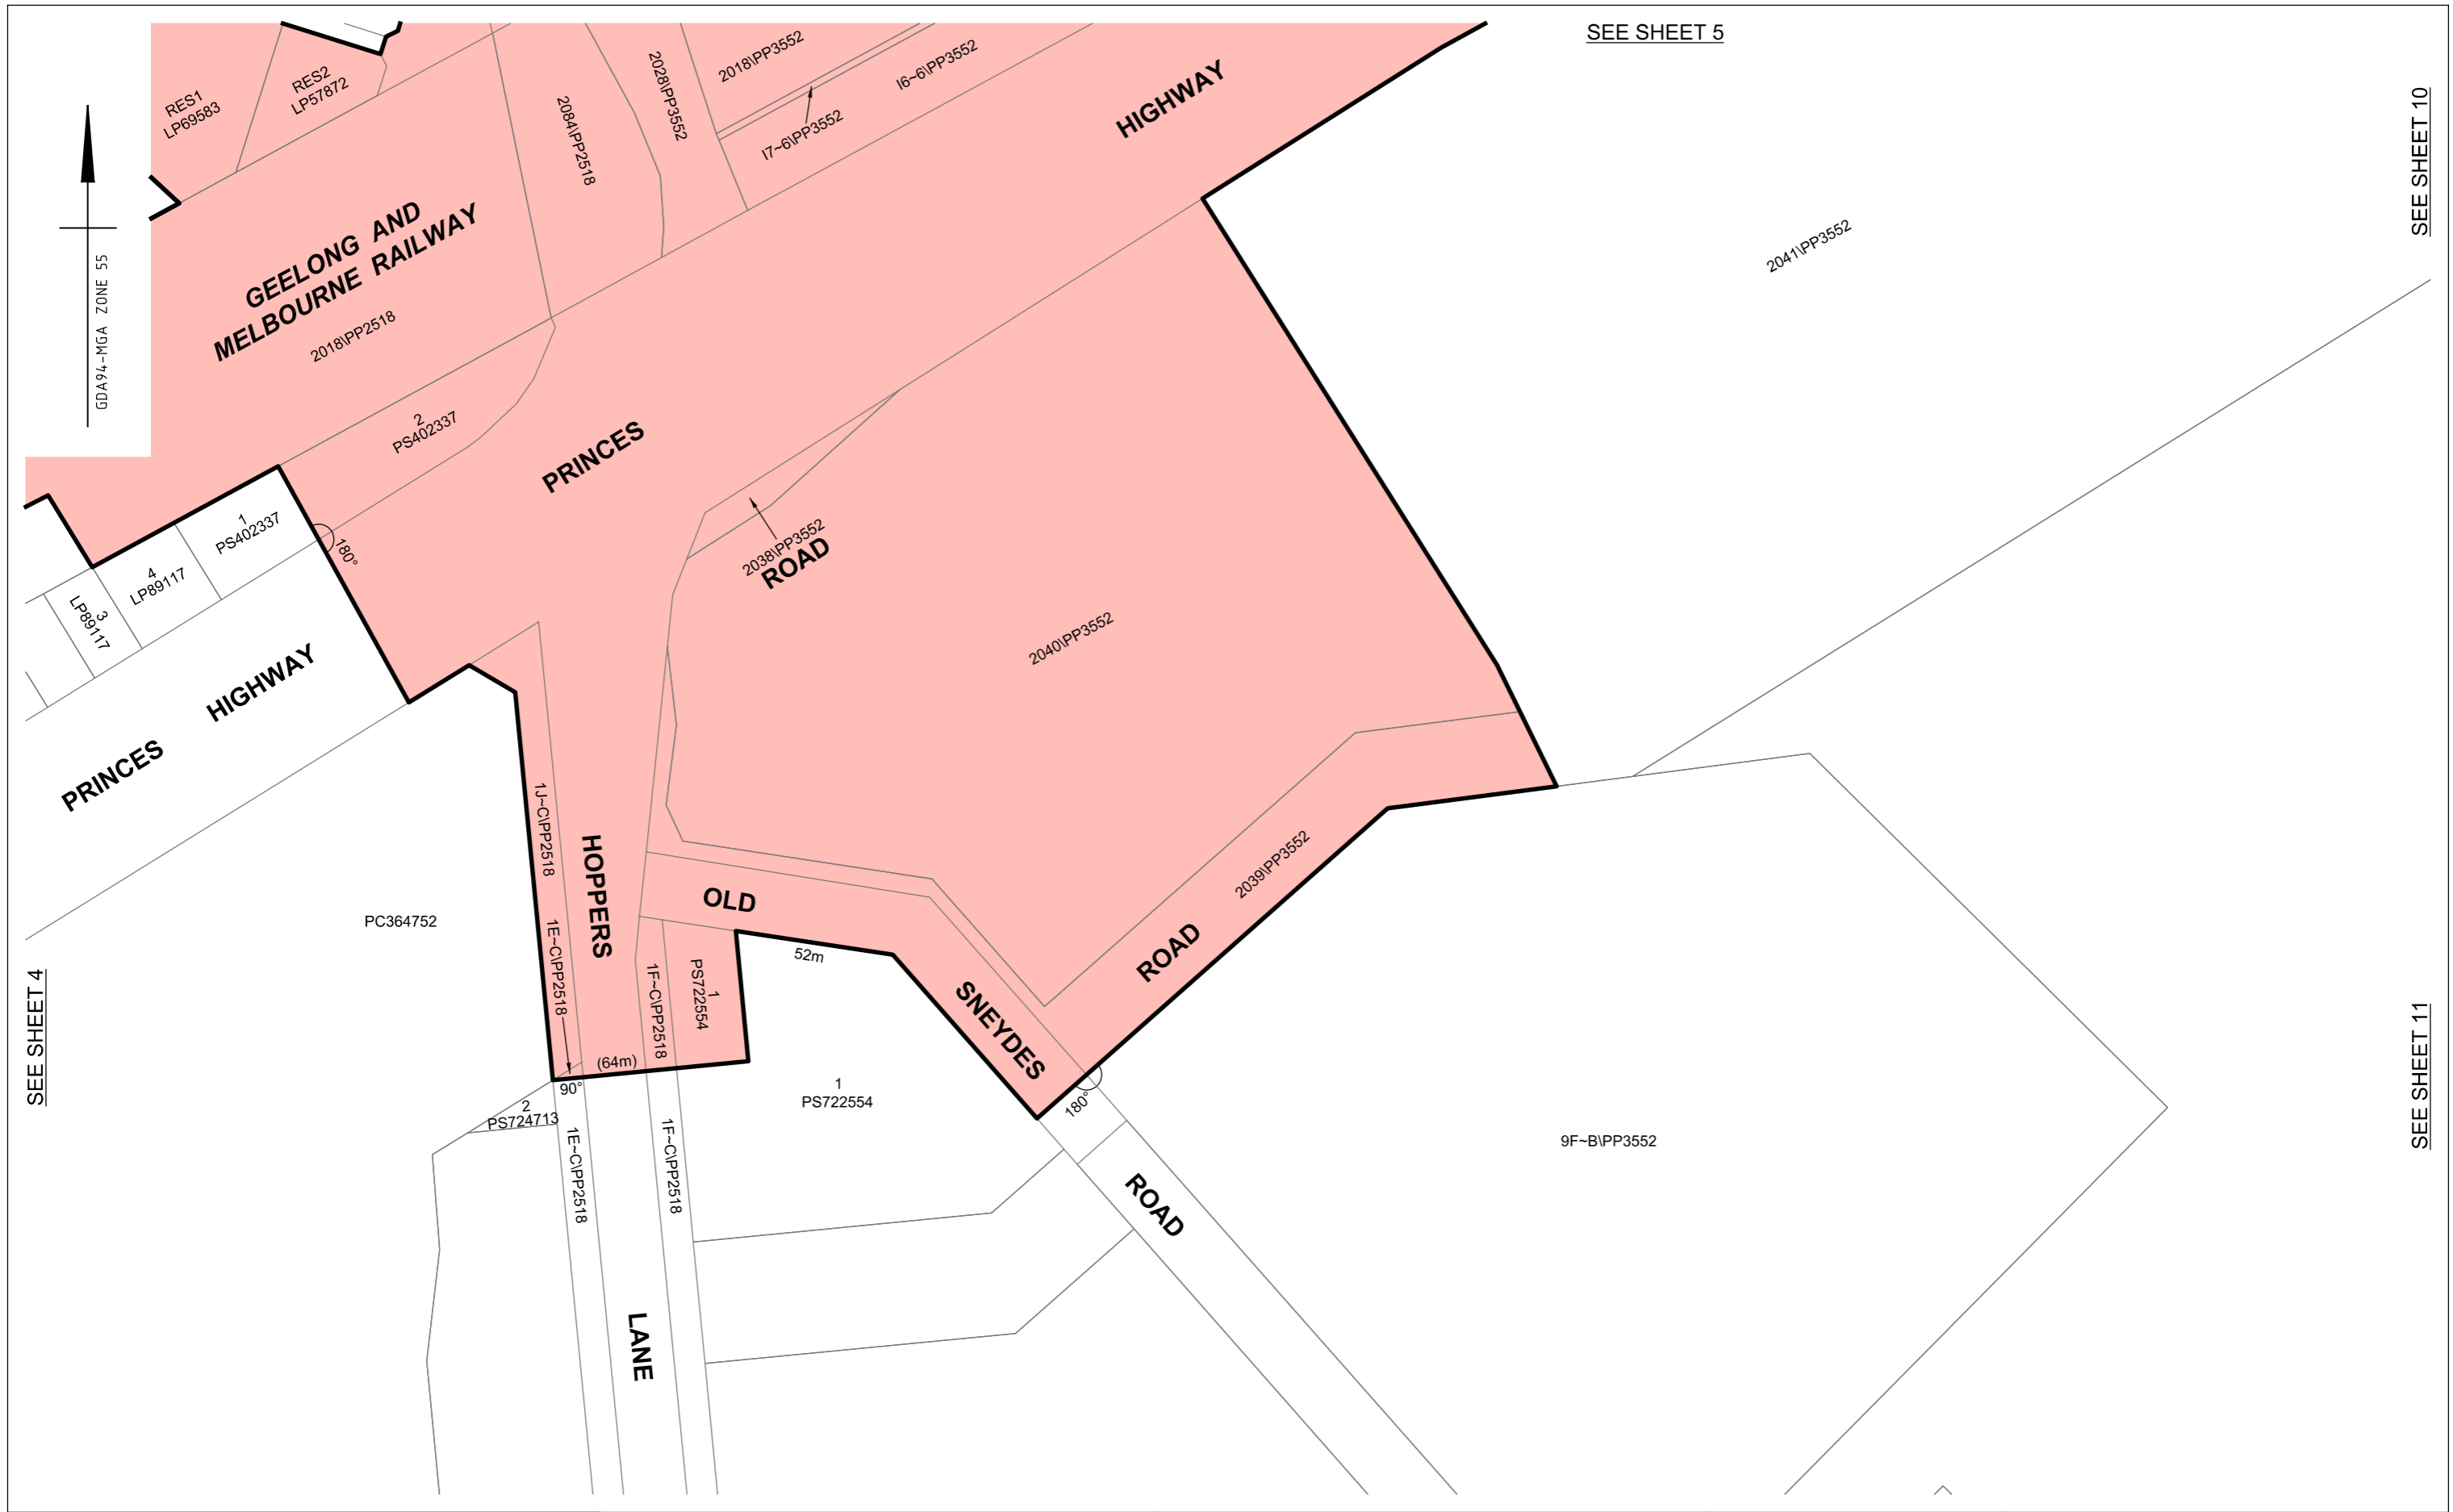 SEE SHEET 5
SEE SHEET 10
RES1
LP69583
RES2
LP57872
2084\PP2518
2028\PP3552
2018\PP3552
I6~6\PP3552
I7~6\PP3552
HIGHWAY
GDA94-MGA ZONE 55
GEELONG AND
MELBOURNE RAILWAY
2018\PP2518
2041\PP3552
2
PS402337
PRINCES
1
PS402337
180°
2038\PP3552
ROAD
4
LP89117
3
LP89117
2040\PP3552
HIGHWAY
PRINCES
1J~C\PP2518
HOPPERS
2039\PP3552
OLD
PC364752
ROAD
52m
1E~C\PP2518
1F~C\PP2518
1
PS722554
SNEYDES
SEE SHEET 4
SEE SHEET 11
(64m)
90°
180°
1
PS722554
2
PS724713
1E~C\PP2518
1F~C\PP2518
9F~B\PP3552
ROAD
LANE